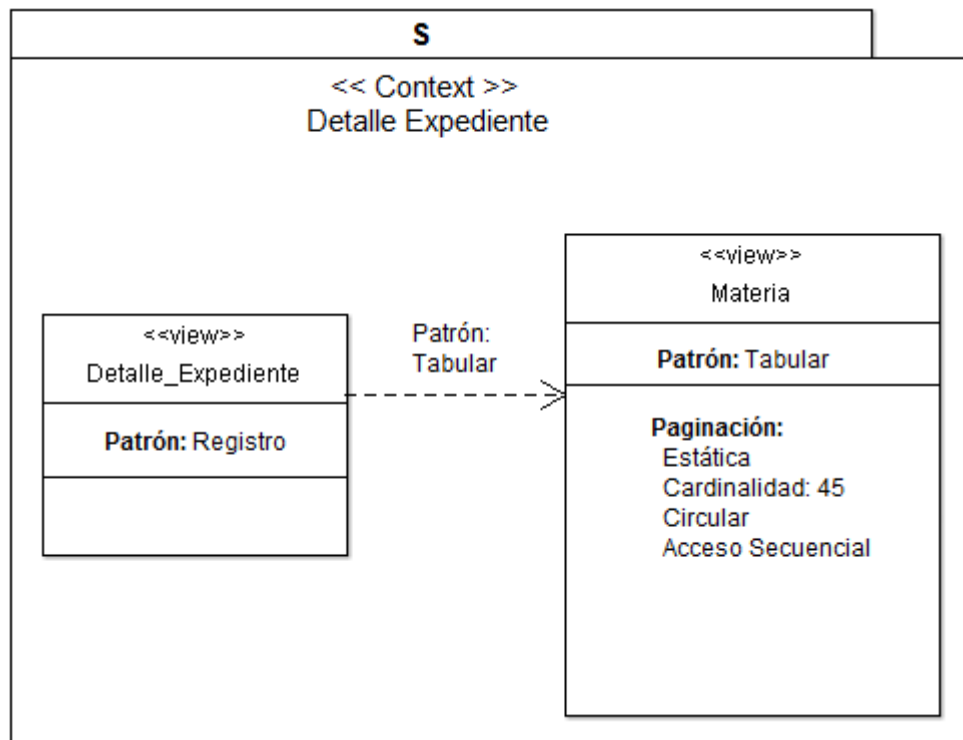 S
<< Context >>
Detalle Expediente
<<view>>
Detalle_Expediente
Patrón: Registro
Patrón:
Tabular
<<view>>
Materia
Patrón: Tabular
Paginación:
Estática
Cardinalidad: 45
Circular
Acceso Secuencial